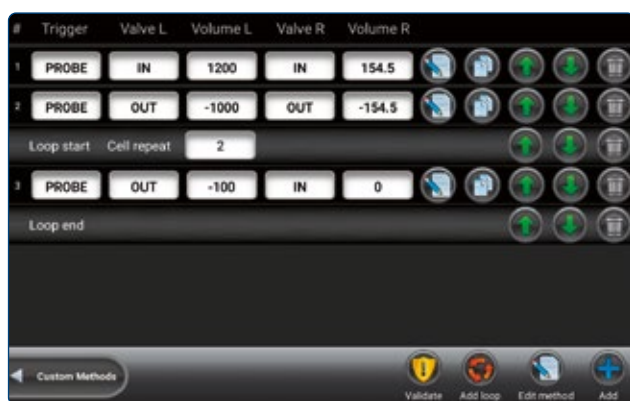 # Trigger Valve L Volume L Valve R Volume R
1 PROBE IN 1200 IN 154.5
2 PROBE OUT -1000 OUT -154.5
Loop start Cell repeat 2
3 PROBE OUT -100 IN 0
Loop end
Custom Methods Validate Add loop Edit method Add